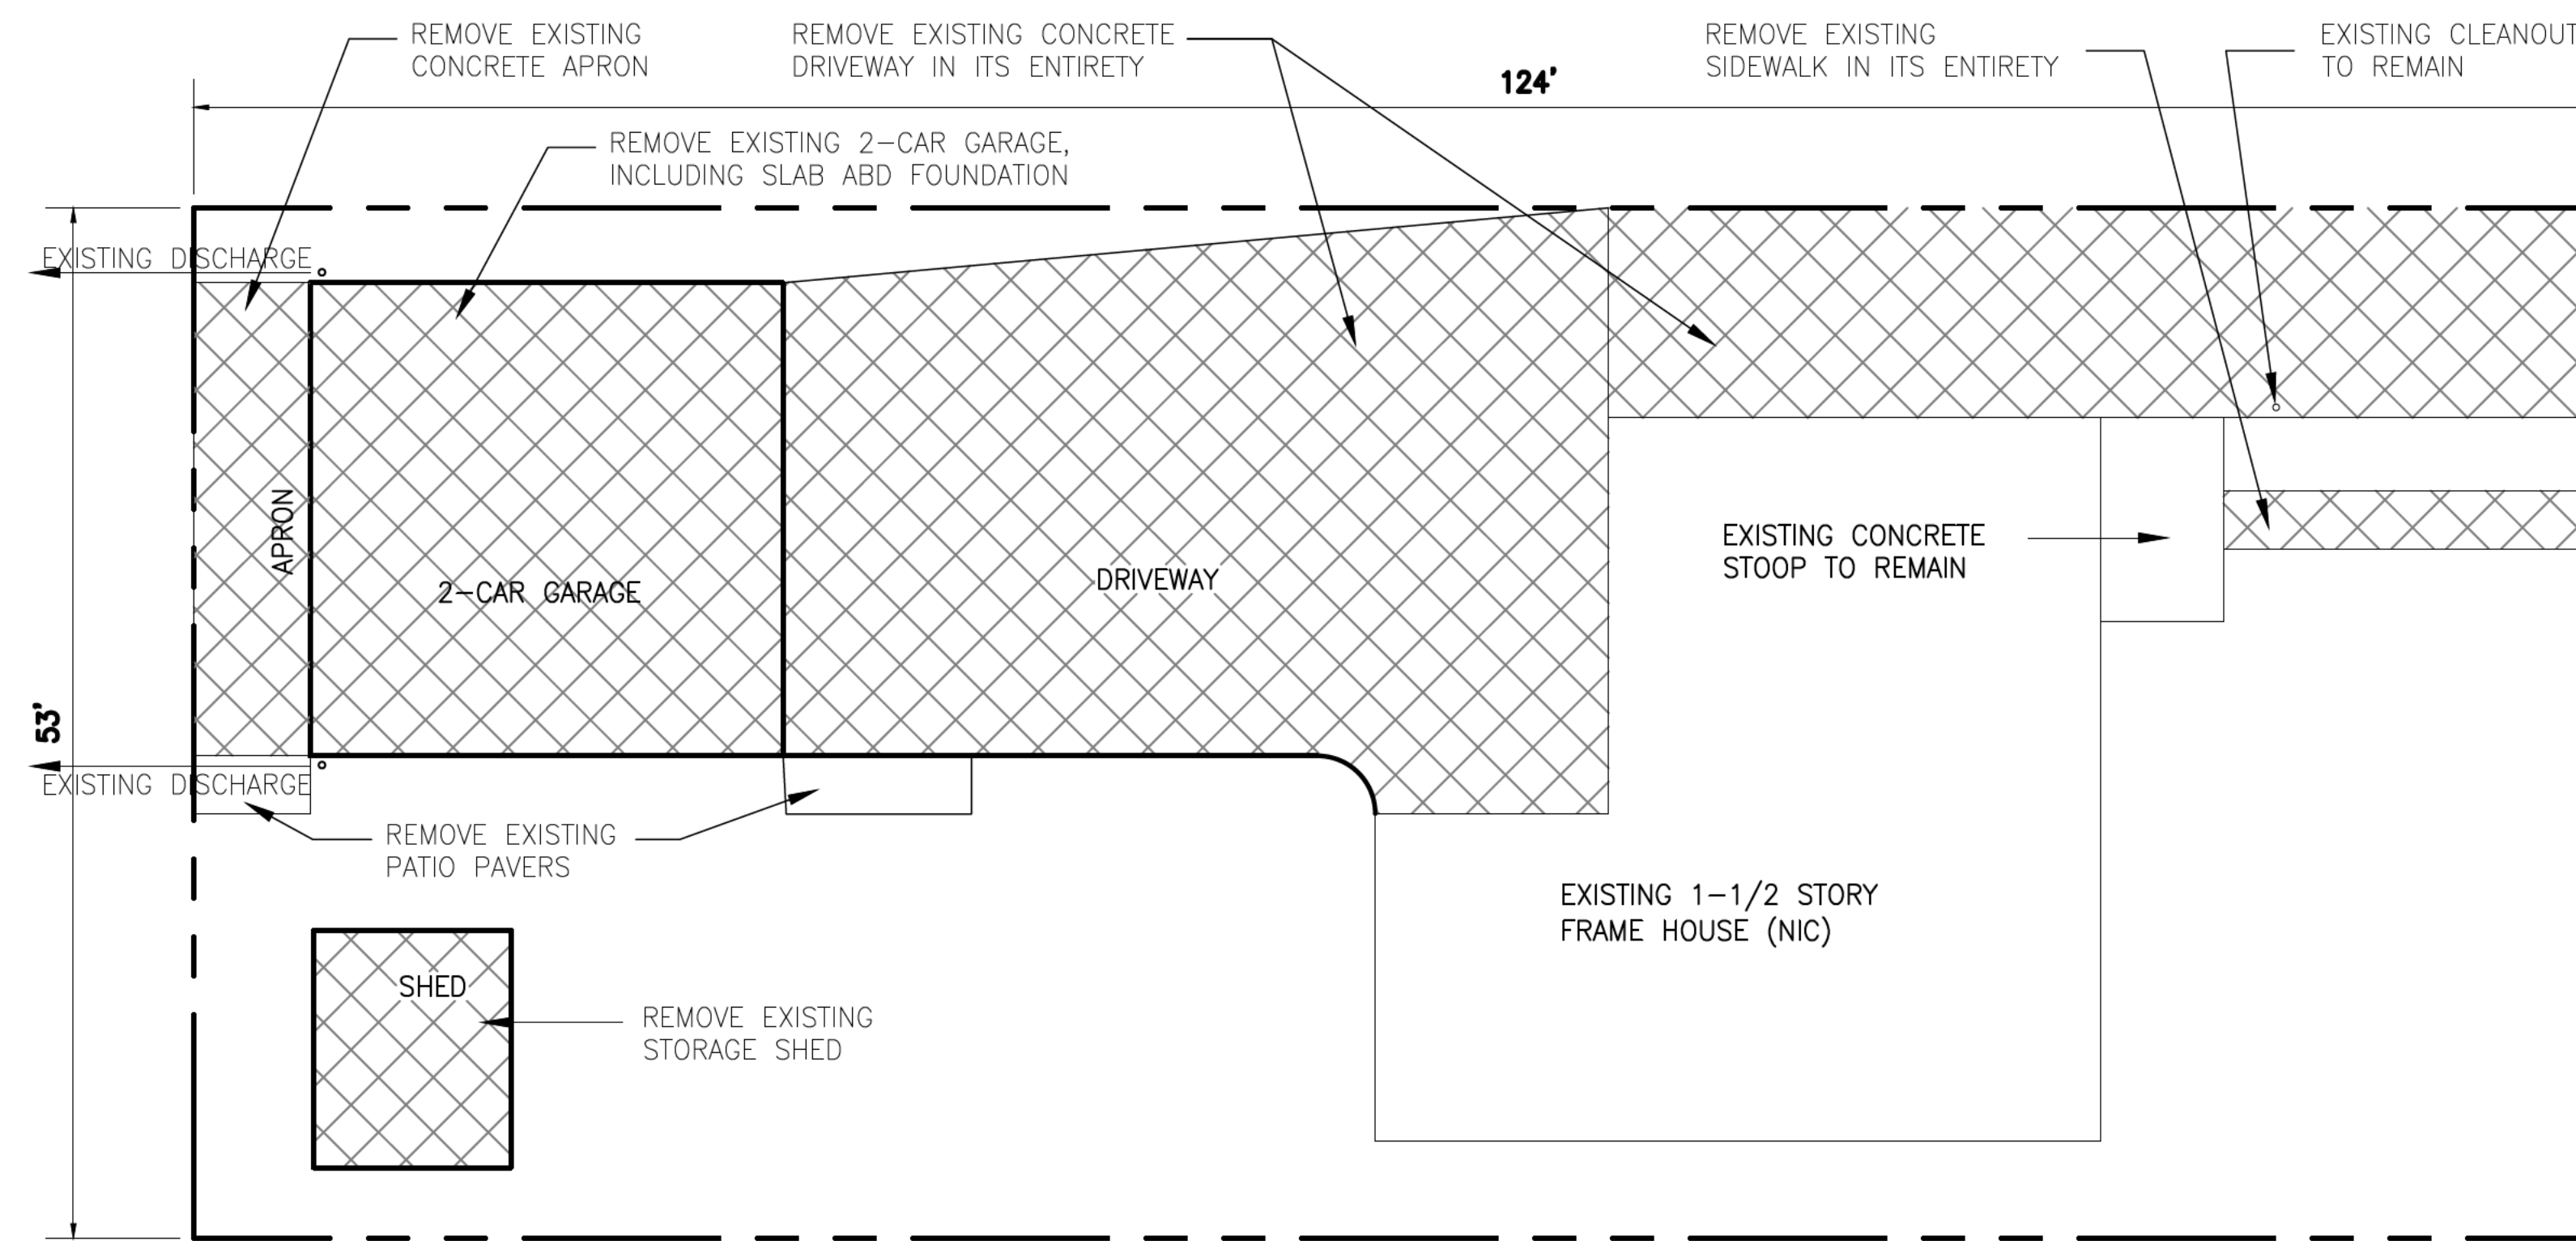 REMOVE EXISTING
CONCRETE APRON
REMOVE EXISTING CONCRETE
DRIVEWAY IN ITS ENTIRETY
124'
REMOVE EXISTING
SIDEWALK IN ITS ENTIRETY
EXISTING CLEANOUT
TO REMAIN
REMOVE EXISTING 2-CAR GARAGE,
INCLUDING SLAB ABD FOUNDATION
EXISTING DISCHARGE
APRON
2-CAR GARAGE
DRIVEWAY
EXISTING CONCRETE
STOOP TO REMAIN
53'
EXISTING DISCHARGE
REMOVE EXISTING
PATIO PAVERS
EXISTING 1-1/2 STORY
FRAME HOUSE (NIC)
SHED
REMOVE EXISTING
STORAGE SHED